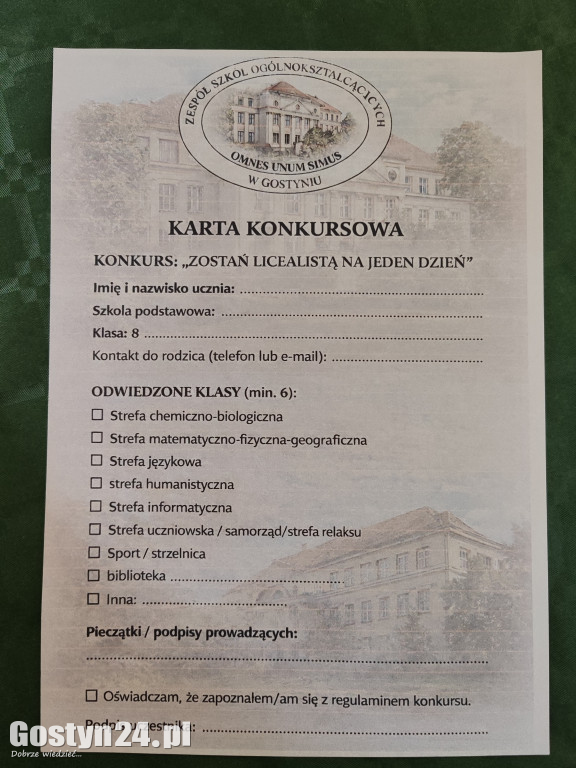 ZESPÓŁ SZKÓŁ OGÓLNOKSZTAŁCĄCYCH
OMNES UNUM SIMUS
W GOSTYNIU
KARTA KONKURSOWA
KONKURS: „ZOSTAŃ LICEALISTĄ NA JEDEN DZIEŃ”
Imię i nazwisko ucznia: ....................................................
Szkoła podstawowa: ........................................................
Klasa: 8 ........................................................................
Kontakt do rodzica (telefon lub e-mail): ................................
ODWIEDZONE KLASY (min. 6):
☐ Strefa chemiczno-biologiczna
☐ Strefa matematyczno-fizyczna-geograficzna
☐ Strefa językowa
☐ strefa humanistyczna
☐ Strefa informatyczna
☐ Strefa uczniowska / samorząd/strefa relaksu
☐ Sport / strzelnica
☐ biblioteka .....................................
☐ Inna: ...............................
Pieczątki / podpisy prowadzących:
................................................................................
☐ Oświadczam, że zapoznałem/am się z regulaminem konkursu.
Podpis uczestnika: ............................................................
Gostyn24.pl
Dobrze wiedzieć...